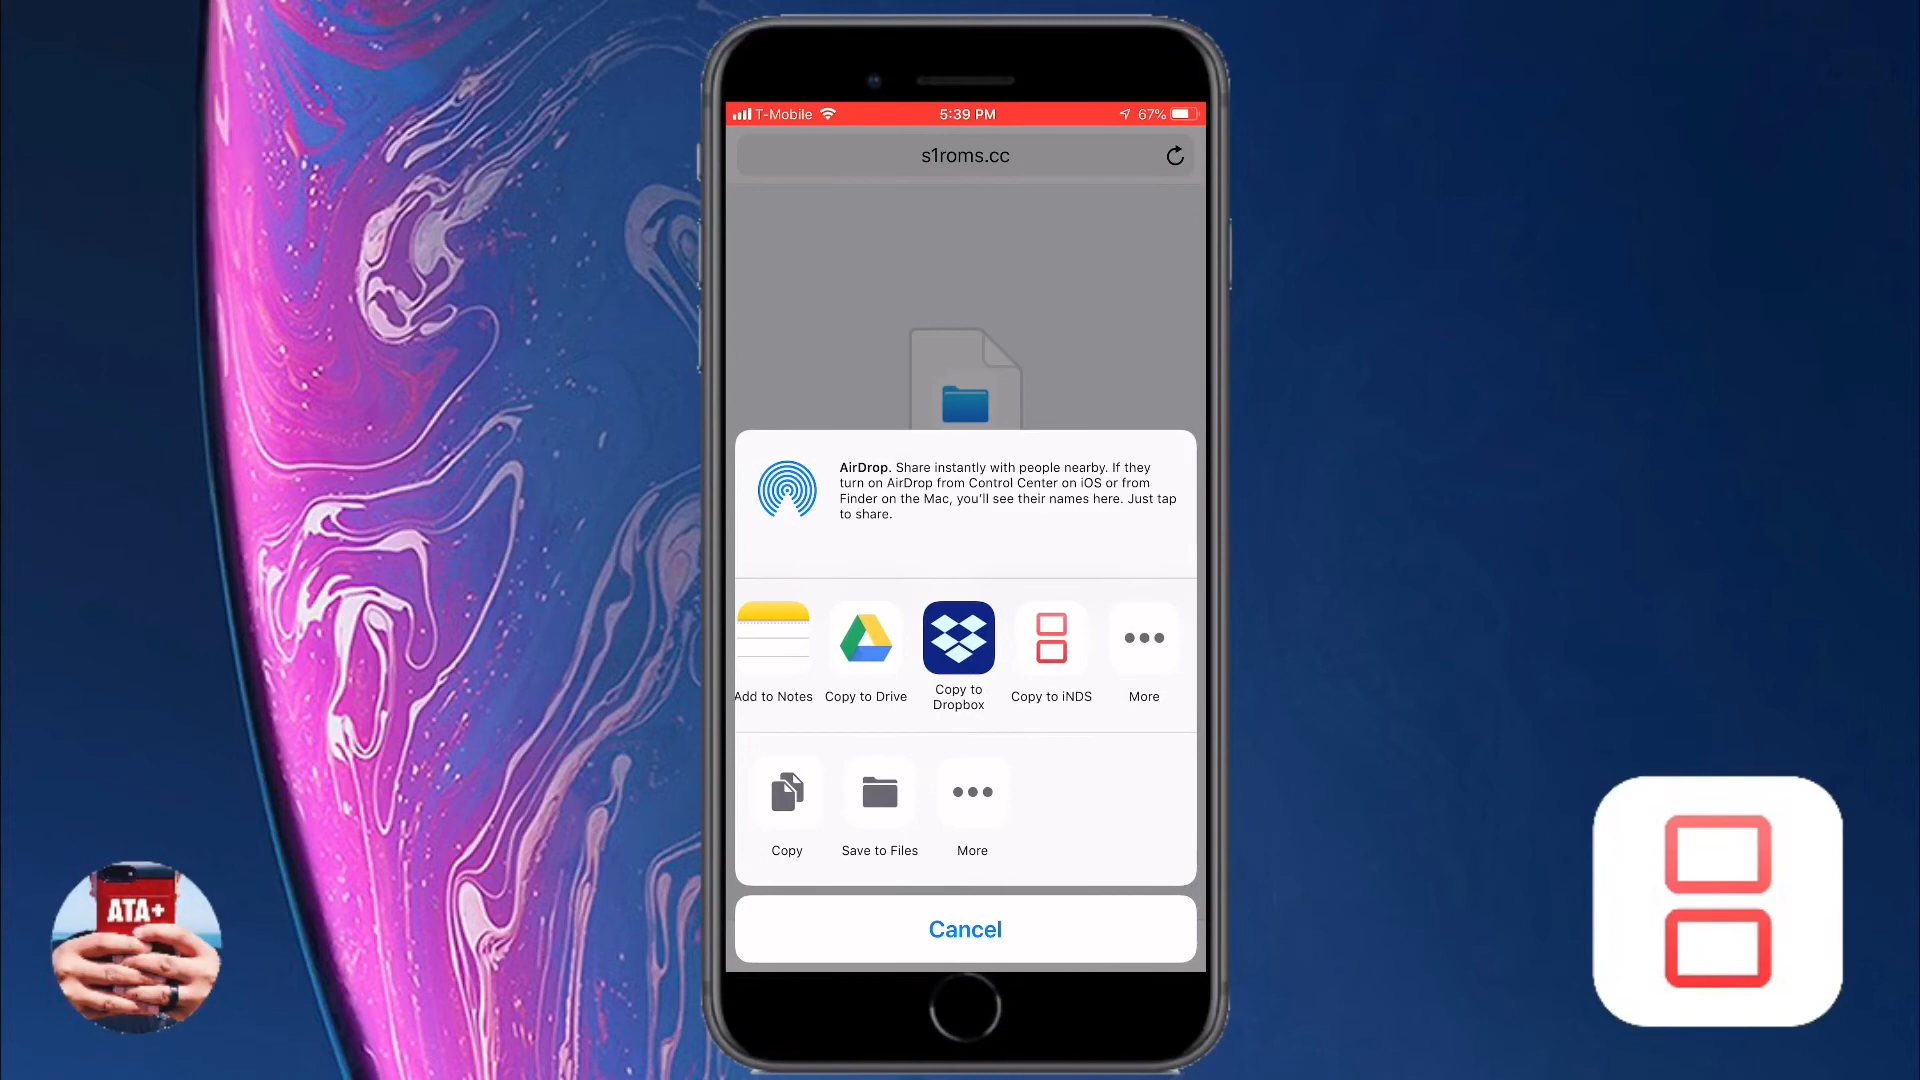 T-Mobile 5:39 PM 67%
s1roms.cc
AirDrop. Share instantly with people nearby. If they
turn on AirDrop from Control Center on iOS or from
Finder on the Mac, you'll see their names here. Just tap
to share.
Add to Notes Copy to Drive Copy to Dropbox Copy to iNDS More
Copy Save to Files More
Cancel
ATA+